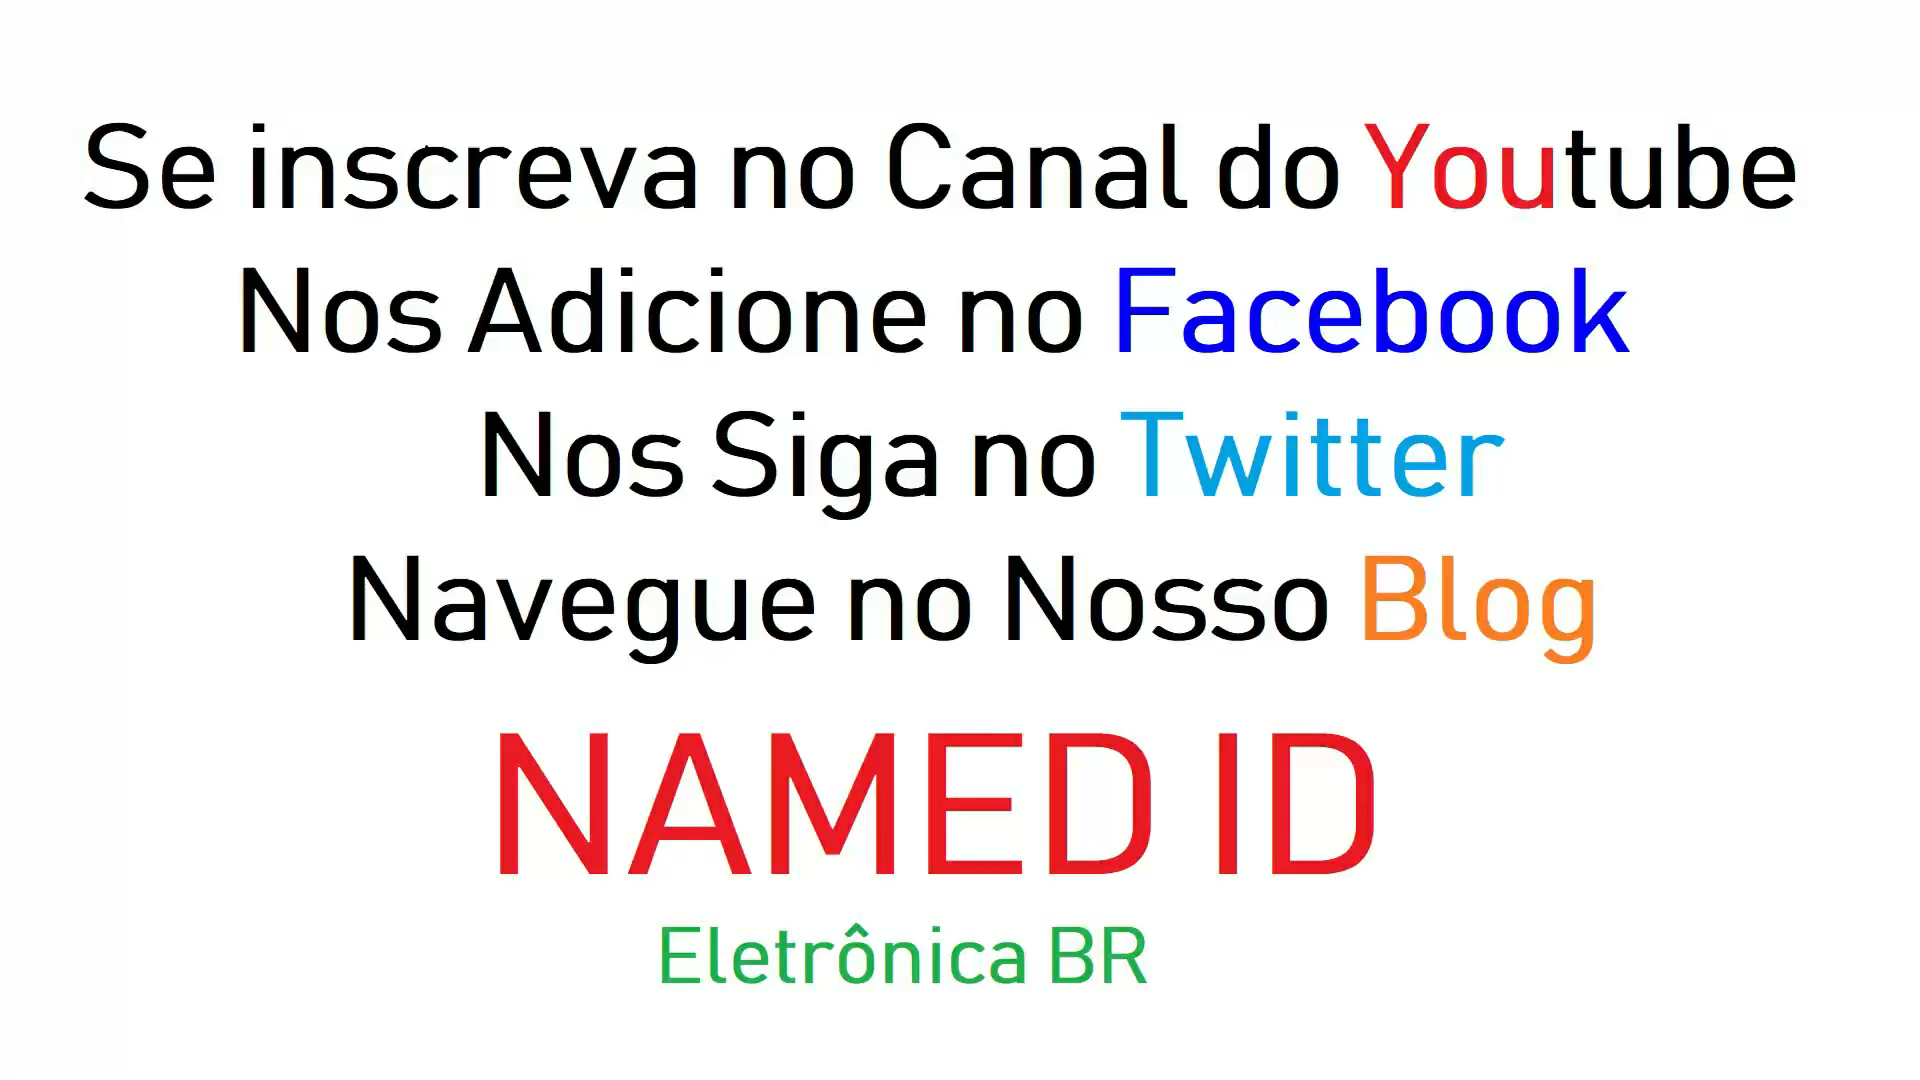 Se inscreva no Canal do Youtube
Nos Adicione no Facebook
Nos Siga no Twitter
Navegue no Nosso Blog
NAMED ID
Eletrônica BR